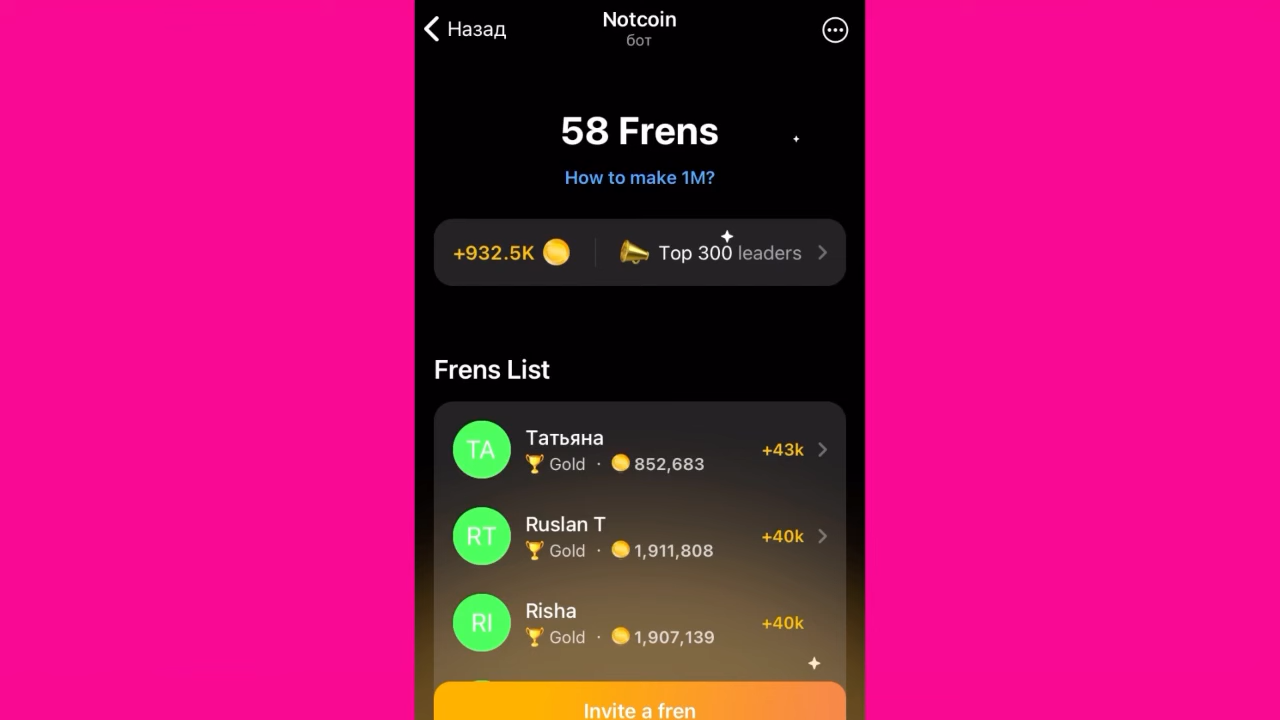 Назад
Notcoin
бот
58 Frens
How to make 1M?
+932.5K
Top 300 leaders
Frens List
TA
Татьяна
Gold · 852,683
+43k
RT
Ruslan T
Gold · 1,911,808
+40k
RI
Risha
Gold · 1,907,139
+40k
Invite a fren